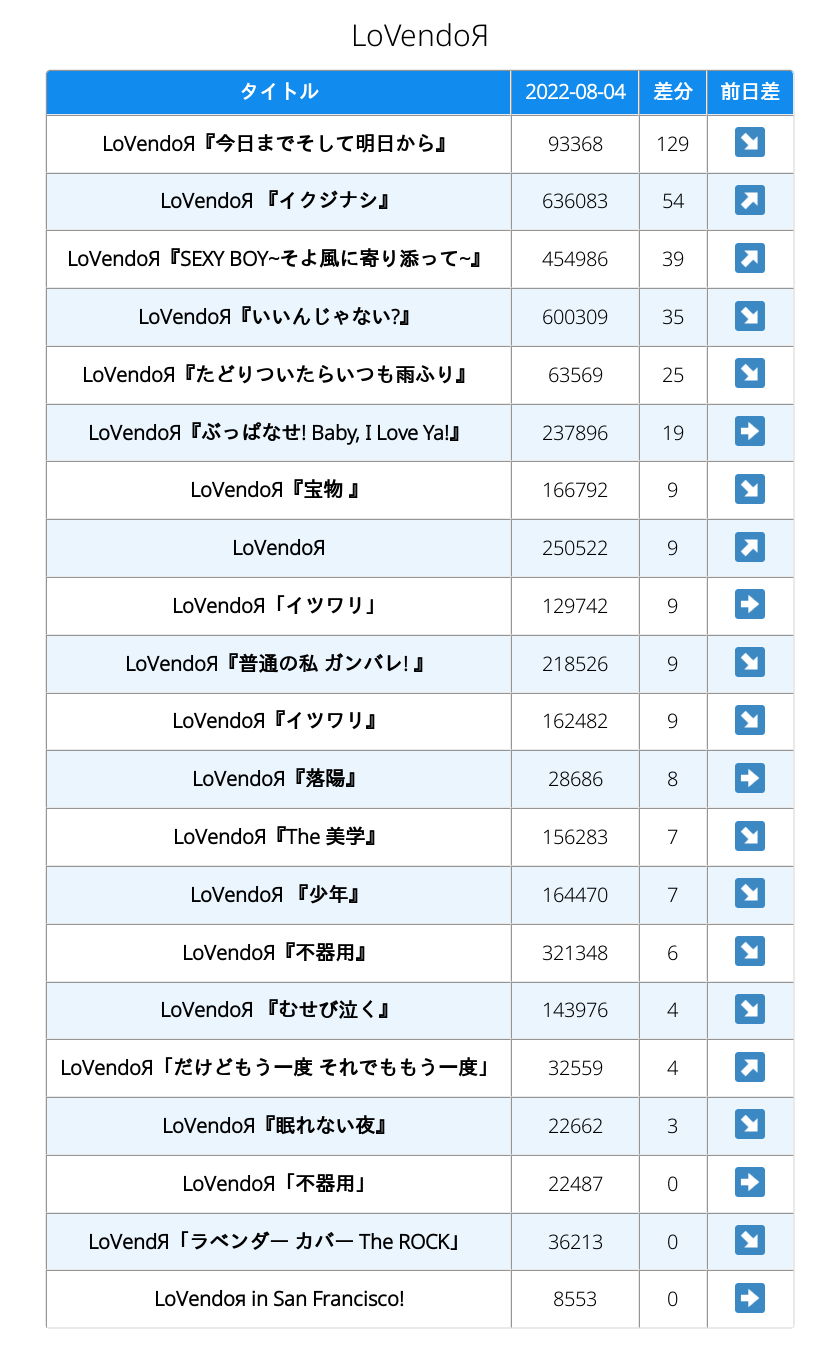 LoVendoЯ
タイトル 2022-08-04 差分 前日差
LoVendoЯ『今日までそして明日から』 93368 129 ↘
LoVendoЯ 『イクジナシ』 636083 54 ↗
LoVendoЯ『SEXY BOY~そよ風に寄り添って~』 454986 39 ↗
LoVendoЯ『いいんじゃない?』 600309 35 ↘
LoVendoЯ『たどりついたらいつも雨ふり』 63569 25 ↘
LoVendoЯ『ぶっぱなせ! Baby, I Love Ya!』 237896 19 ➡
LoVendoЯ『宝物 』 166792 9 ↘
LoVendoЯ 250522 9 ↗
LoVendoЯ「イツワリ」 129742 9 ➡
LoVendoЯ『普通の私 ガンバレ! 』 218526 9 ↘
LoVendoЯ『イツワリ』 162482 9 ↘
LoVendoЯ『落陽』 28686 8 ➡
LoVendoЯ『The 美学』 156283 7 ↘
LoVendoЯ 『少年』 164470 7 ↘
LoVendoЯ『不器用』 321348 6 ↘
LoVendoЯ 『むせび泣く』 143976 4 ↘
LoVendoЯ「だけどもう一度 それでももう一度」 32559 4 ↗
LoVendoЯ『眠れない夜』 22662 3 ↘
LoVendoЯ「不器用」 22487 0 ➡
LoVendЯ「ラベンダー カバー The ROCK」 36213 0 ↘
LoVendoя in San Francisco! 8553 0 ➡